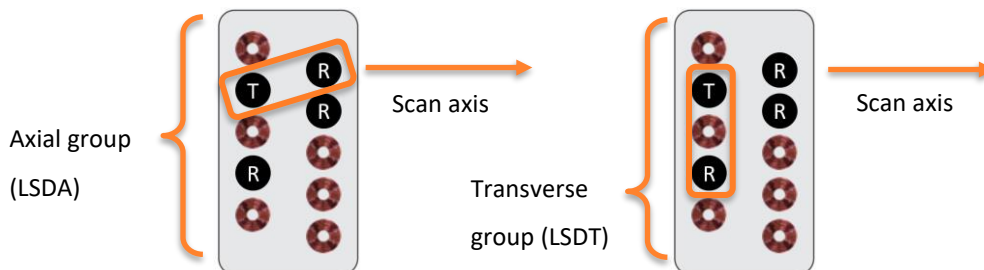 R
T
R
R
Axial group
(LSDA)
Scan axis
R
T
R
R
Transverse
group (LSDT)
Scan axis